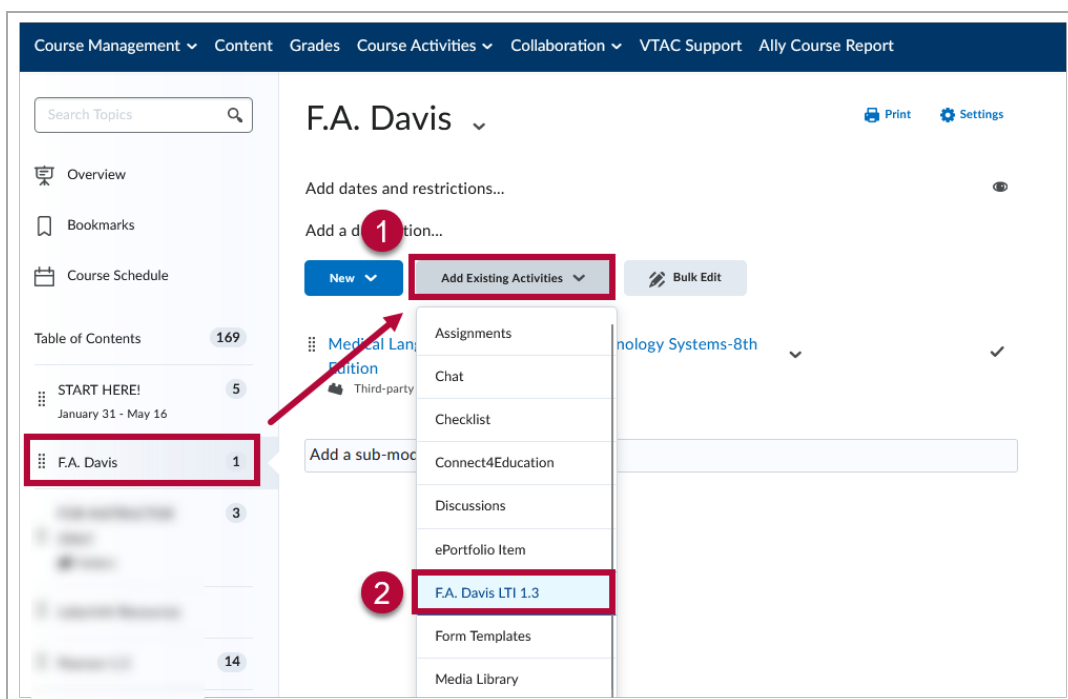 Course Management Content Grades Course Activities Collaboration VTAC Support Ally Course Report
Search Topics
Overview
Bookmarks
Course Schedule
Table of Contents 169
START HERE! 5
January 31 - May 16
F.A. Davis 1
3
14
F.A. Davis
Print Settings
Add dates and restrictions...
Add a d tion...
1
New Add Existing Activities Bulk Edit
Medical Lang nology Systems-8th
Edition
Third-party
Add a sub-mod
Assignments
Chat
Checklist
Connect4Education
Discussions
ePortfolio Item
2
F.A. Davis LTI 1.3
Form Templates
Media Library